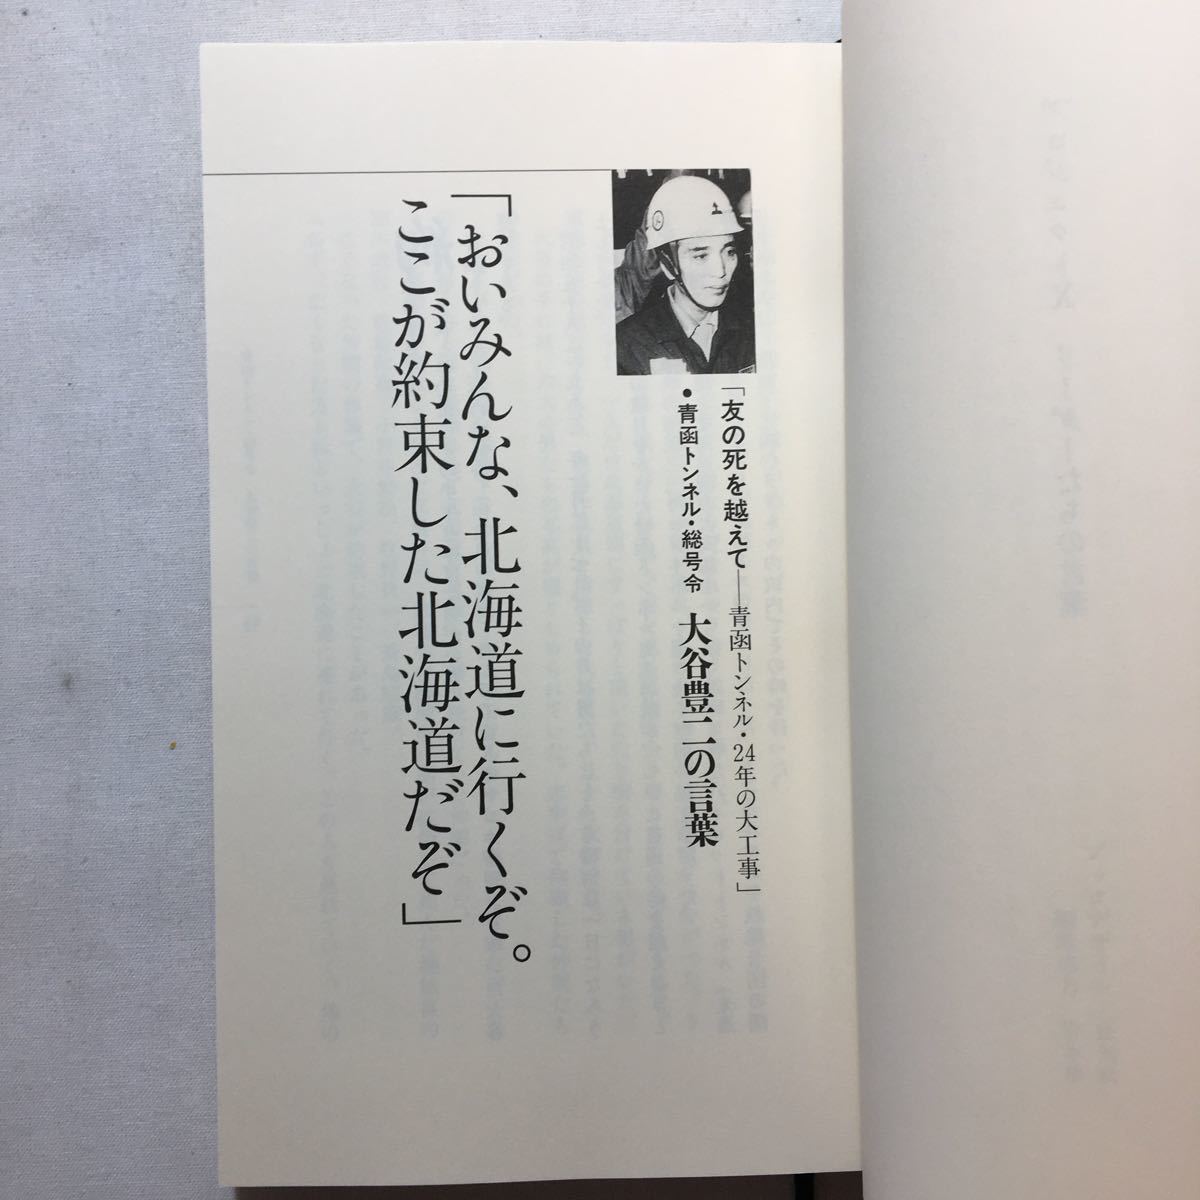 「友の死を越えて――青函トンネル・24年の大工事」
●青函トンネル・総号令 大谷豊二の言葉
「おいみんな、北海道に行くぞ。
ここが約束した北海道だぞ」